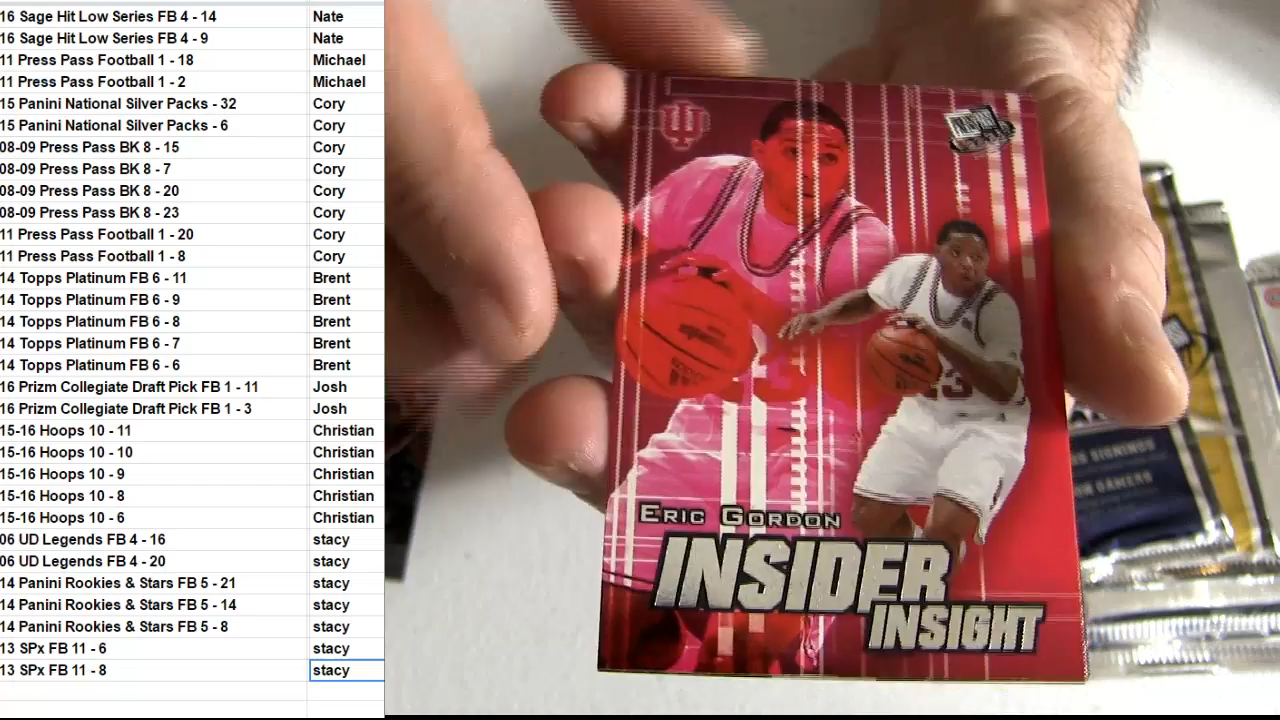 16 Sage Hit Low Series FB 4 - 14 Nate
16 Sage Hit Low Series FB 4 - 9 Nate
11 Press Pass Football 1 - 18 Michael
11 Press Pass Football 1 - 2 Michael
15 Panini National Silver Packs - 32 Cory
15 Panini National Silver Packs - 6 Cory
08-09 Press Pass BK 8 - 15 Cory
08-09 Press Pass BK 8 - 7 Cory
08-09 Press Pass BK 8 - 20 Cory
08-09 Press Pass BK 8 - 23 Cory
11 Press Pass Football 1 - 20 Cory
11 Press Pass Football 1 - 8 Cory
14 Topps Platinum FB 6 - 11 Brent
14 Topps Platinum FB 6 - 9 Brent
14 Topps Platinum FB 6 - 8 Brent
14 Topps Platinum FB 6 - 7 Brent
14 Topps Platinum FB 6 - 6 Brent
16 Prizm Collegiate Draft Pick FB 1 - 11 Josh
16 Prizm Collegiate Draft Pick FB 1 - 3 Josh
15-16 Hoops 10 - 11 Christian
15-16 Hoops 10 - 10 Christian
15-16 Hoops 10 - 9 Christian
15-16 Hoops 10 - 8 Christian
15-16 Hoops 10 - 6 Christian
06 UD Legends FB 4 - 16 stacy
06 UD Legends FB 4 - 20 stacy
14 Panini Rookies & Stars FB 5 - 21 stacy
14 Panini Rookies & Stars FB 5 - 14 stacy
14 Panini Rookies & Stars FB 5 - 8 stacy
13 SPx FB 11 - 6 stacy
13 SPx FB 11 - 8 stacy
23
ERIC GORDON
INSIDER
INSIGHT
SIGNINGS
GAMERS